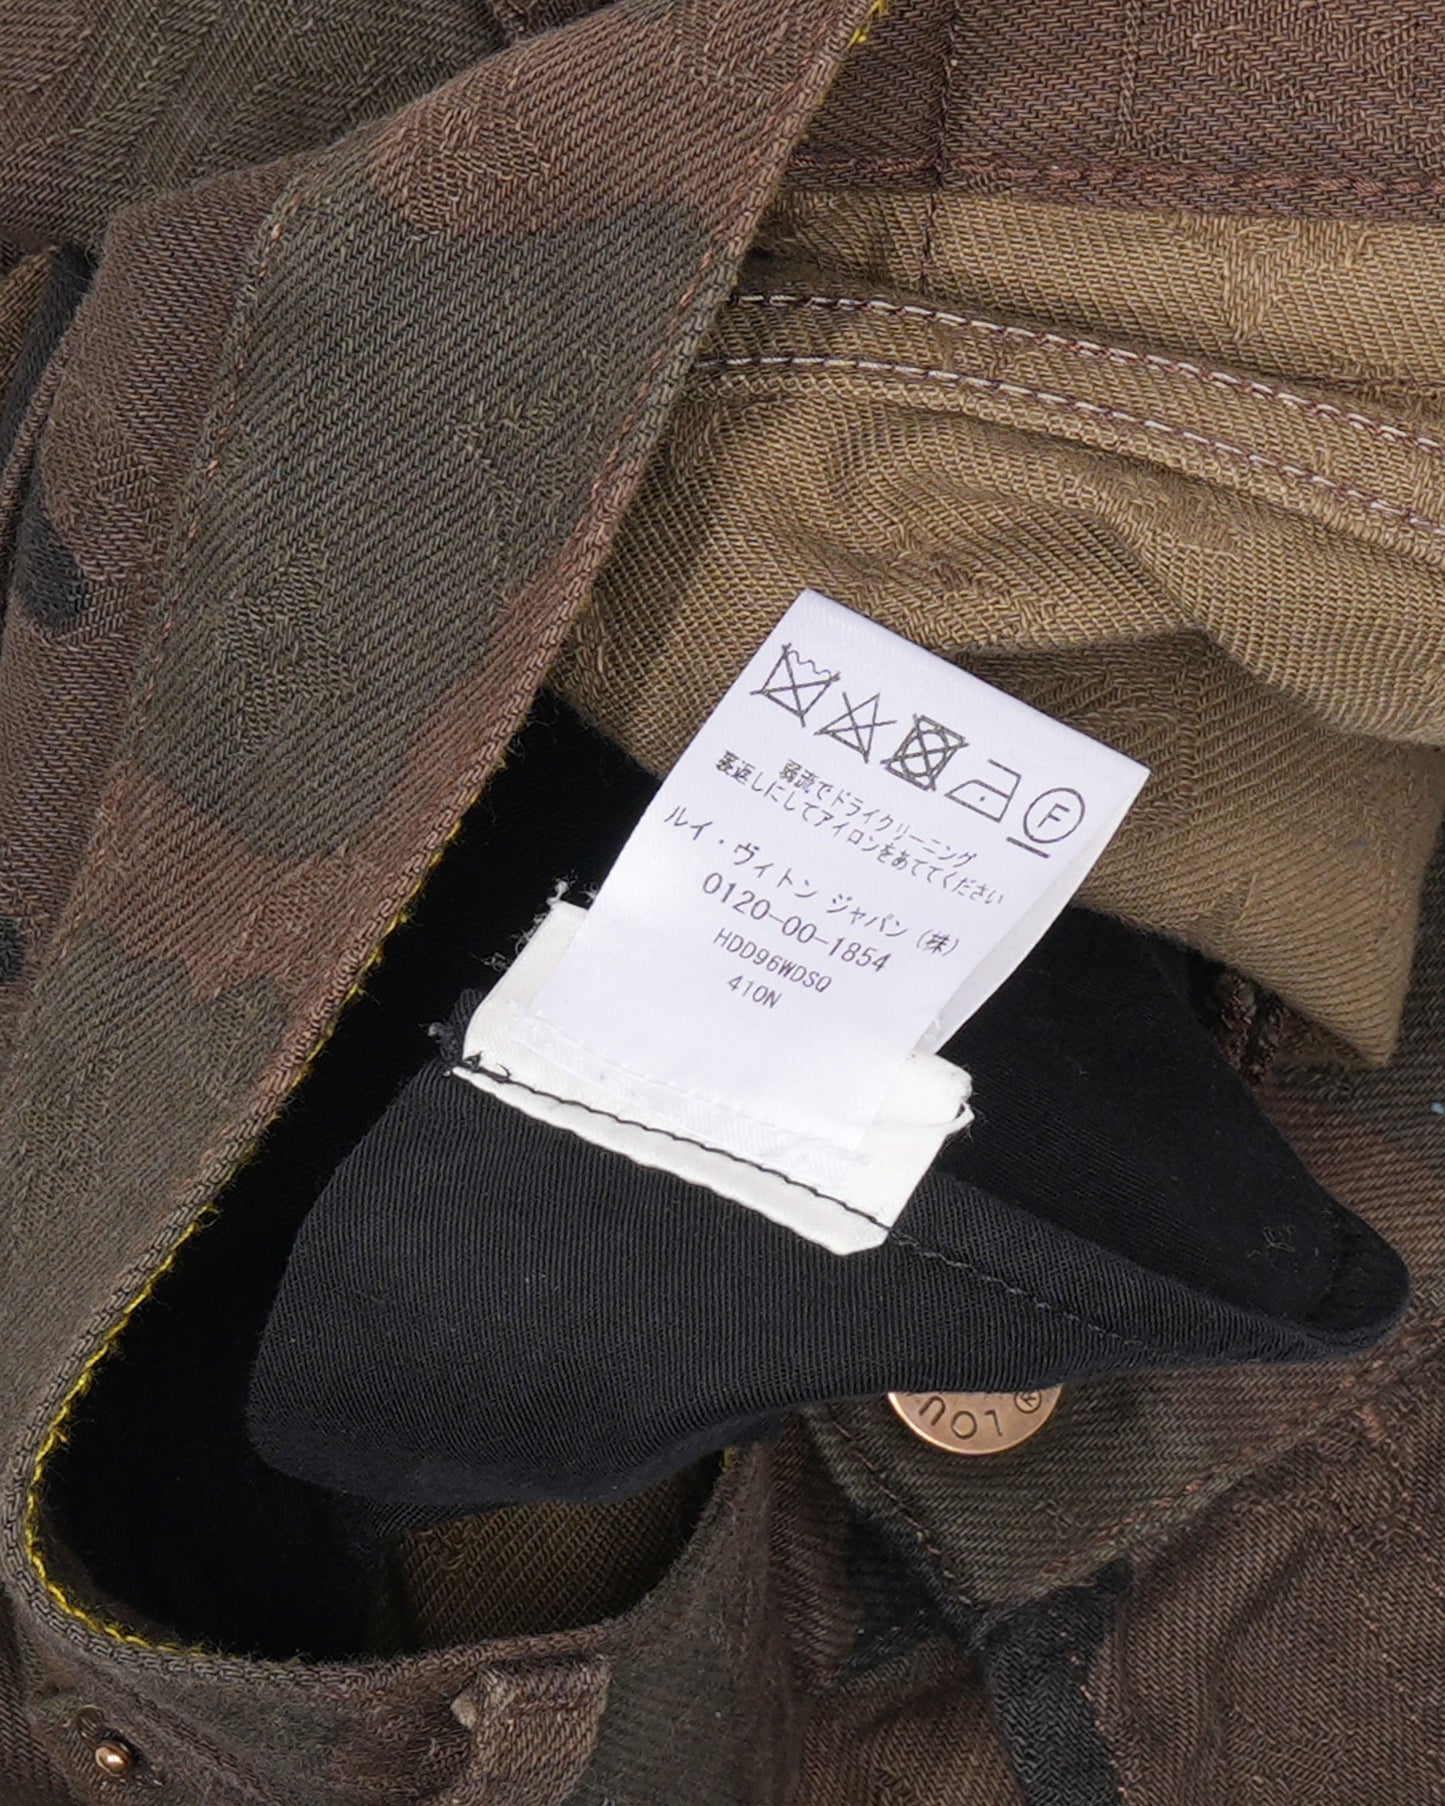 F
弱流でドライクリーニング
裏返しにしてアイロンをあててください
ルイ・ヴィトン ジャパン (株)
0120-00-1854
HDD96WDSQ
410N
LOU